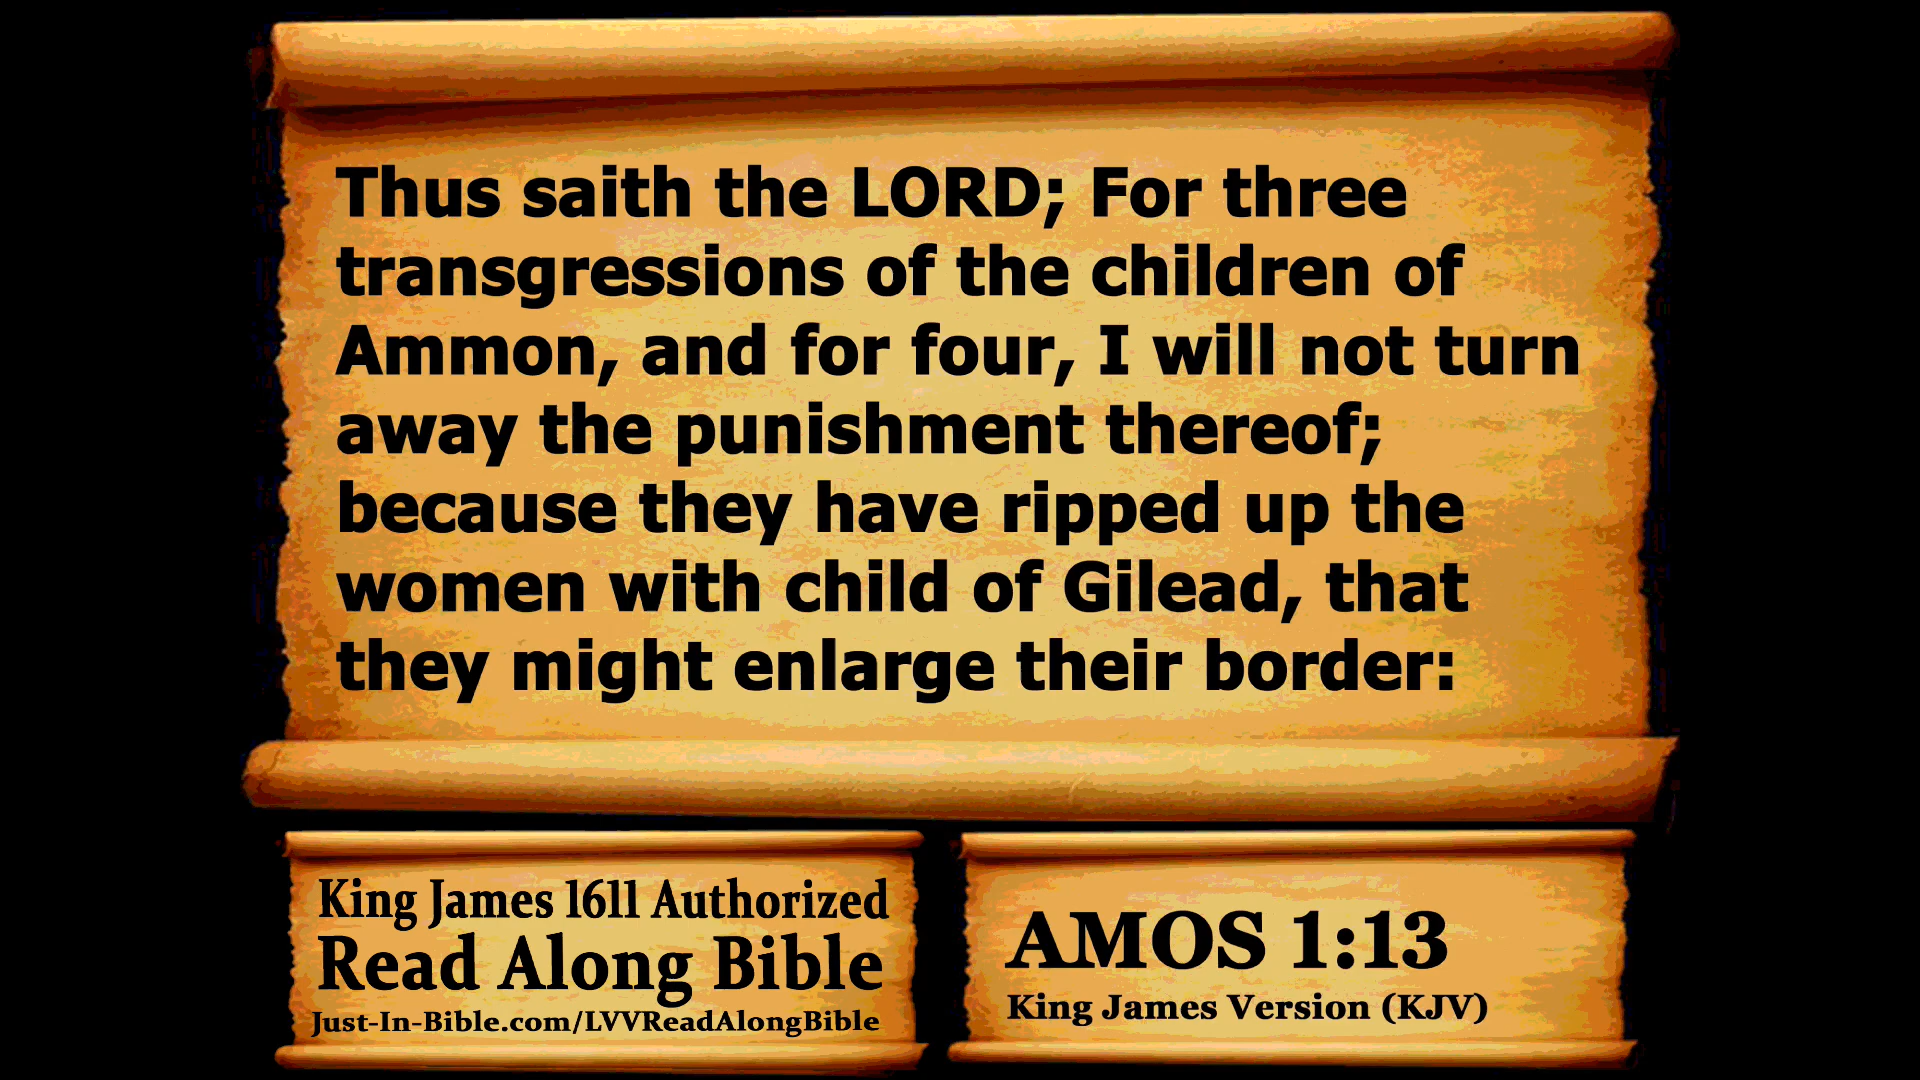 Thus saith the LORD; For three
transgressions of the children of
Ammon, and for four, I will not turn
away the punishment thereof;
because they have ripped up the
women with child of Gilead, that
they might enlarge their border:
King James 1611 Authorized
Read Along Bible
Just-In-Bible.com/LVVReadAlongBible
AMOS 1:13
King James Version (KJV)